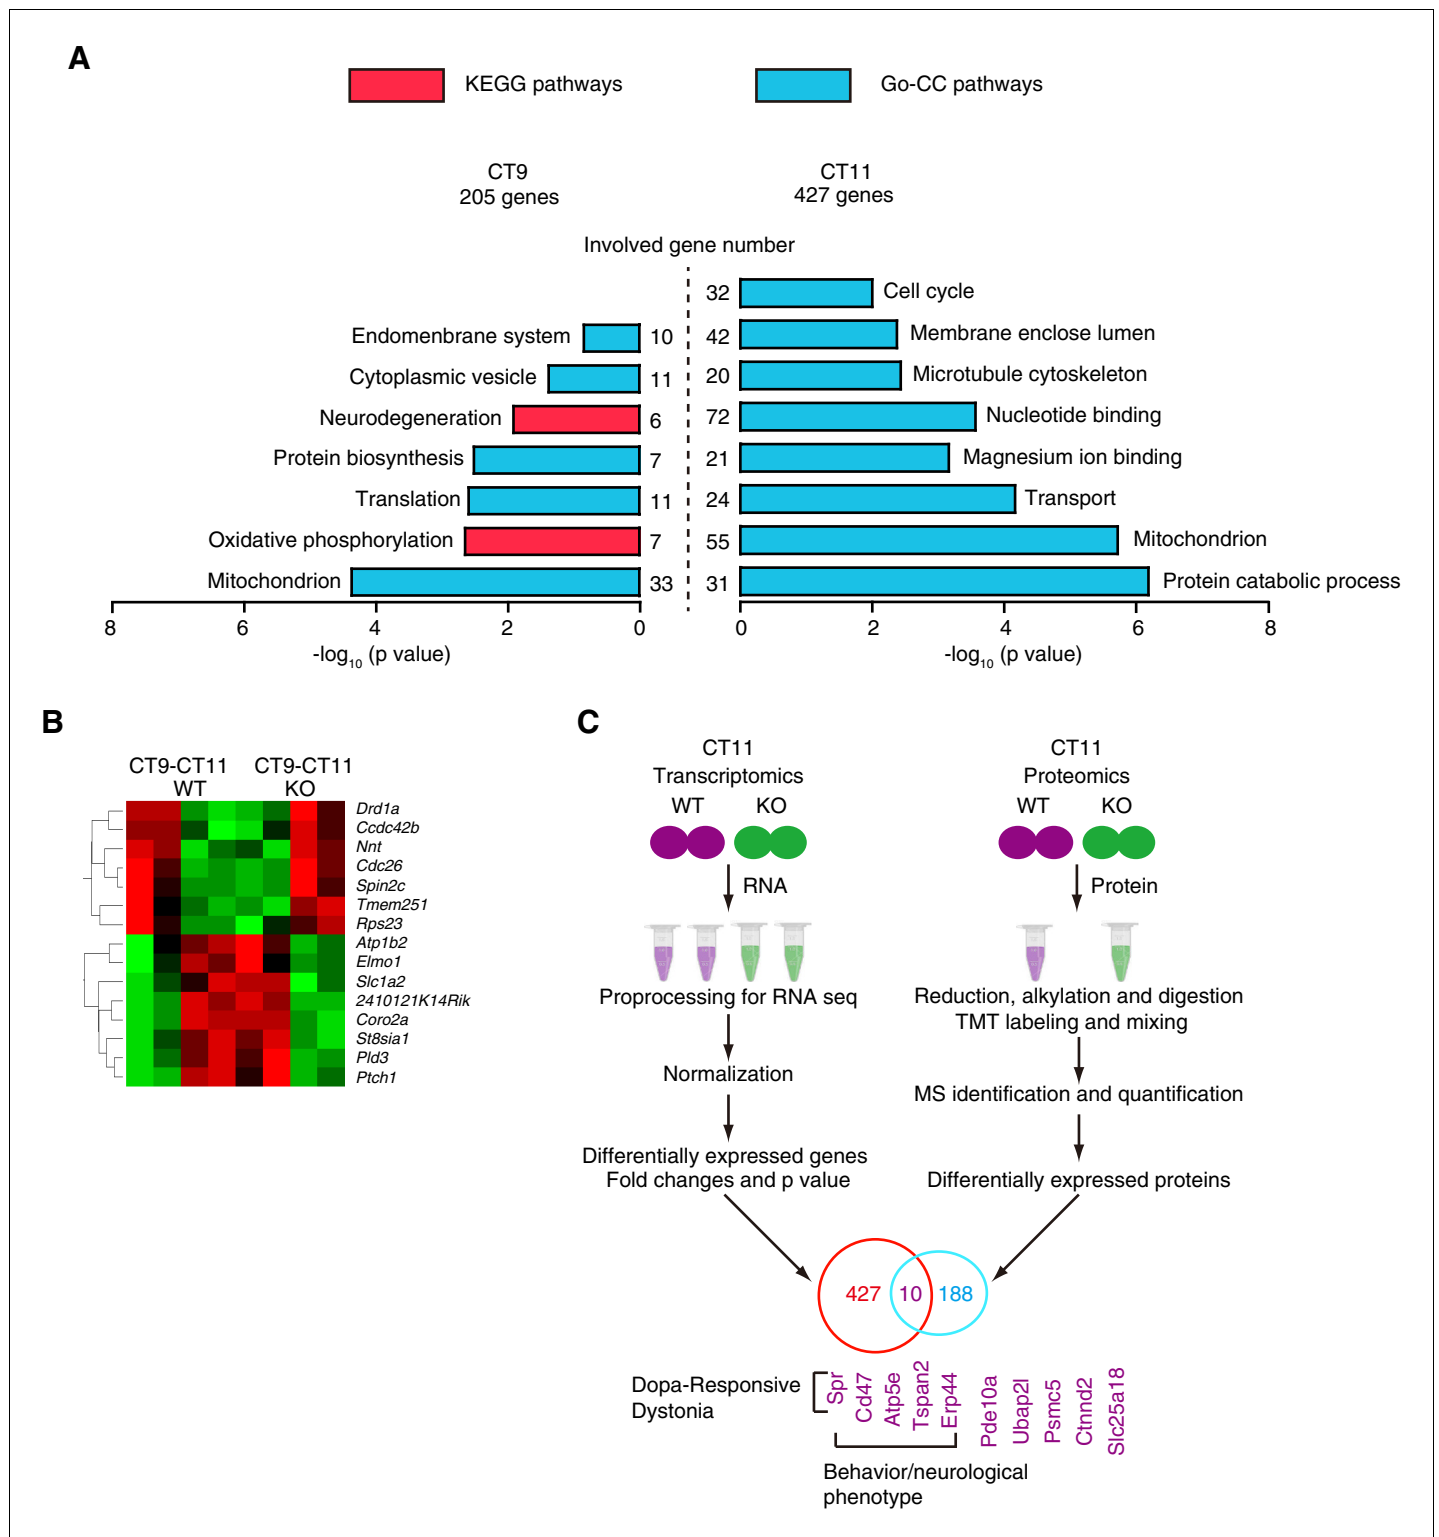 A
KEGG pathways
Go-CC pathways
CT9
205 genes
CT11
427 genes
Involved gene number
32 Cell cycle
Endomenbrane system 10 42 Membrane enclose lumen
Cytoplasmic vesicle 11 20 Microtubule cytoskeleton
Neurodegeneration 6 72 Nucleotide binding
Protein biosynthesis 7 21 Magnesium ion binding
Translation 11 24 Transport
Oxidative phosphorylation 7 55 Mitochondrion
Mitochondrion 33 31 Protein catabolic process
8 6 4 2 0 0 2 4 6 8
-log10 (p value)
-log10 (p value)
B
CT9-CT11 CT9-CT11
WT KO
Drd1a
Ccdc42b
Nnt
Cdc26
Spin2c
Tmem251
Rps23
Atp1b2
Elmo1
Slc1a2
2410121K14Rik
Coro2a
St8sia1
Pld3
Ptch1
C
CT11
Transcriptomics
WT KO
RNA
Proprocessing for RNA seq
Normalization
Differentially expressed genes
Fold changes and p value
CT11
Proteomics
WT KO
Protein
Reduction, alkylation and digestion
TMT labeling and mixing
MS identification and quantification
Differentially expressed proteins
427 10 188
Dopa-Responsive
Dystonia
Spr
Cd47
Atp5e
Tspan2
Erp44
Pde10a
Ubap2l
Psmc5
Ctnnd2
Slc25a18
Behavior/neurological
phenotype